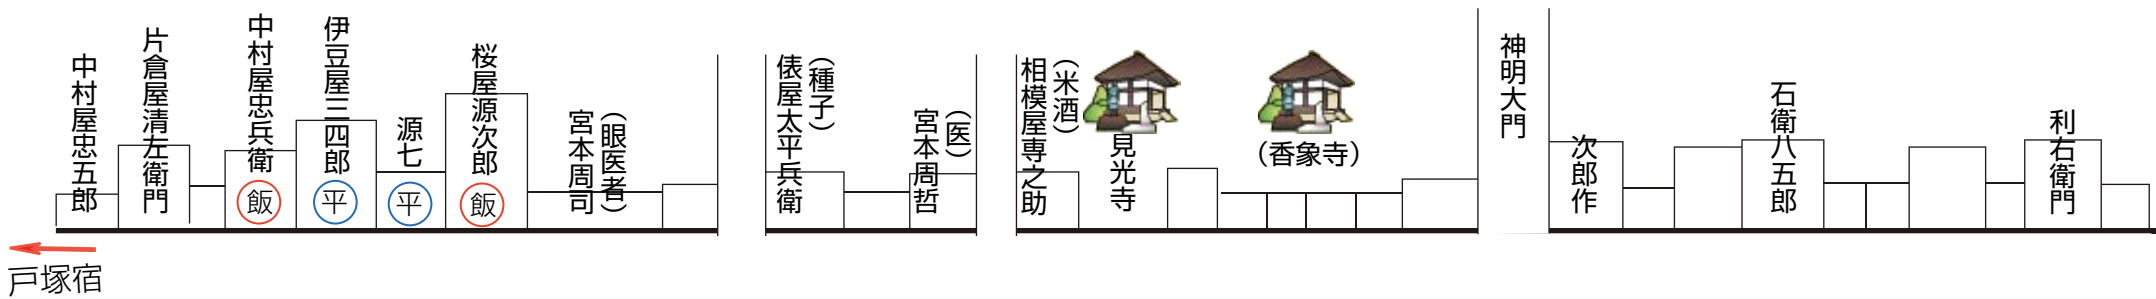 中村屋忠五郎
片倉屋清左衛門
中村屋忠兵衛
飯
伊豆屋三四郎
平
源七
平
桜屋源次郎
飯
(眼医者)
宮本周司
(種子)
俵屋太平兵衛
(医)
宮本周哲
(米酒)
相模屋専之助
見光寺
(香象寺)
神明大門
次郎作
石衛八五郎
利右衛門
戸塚宿